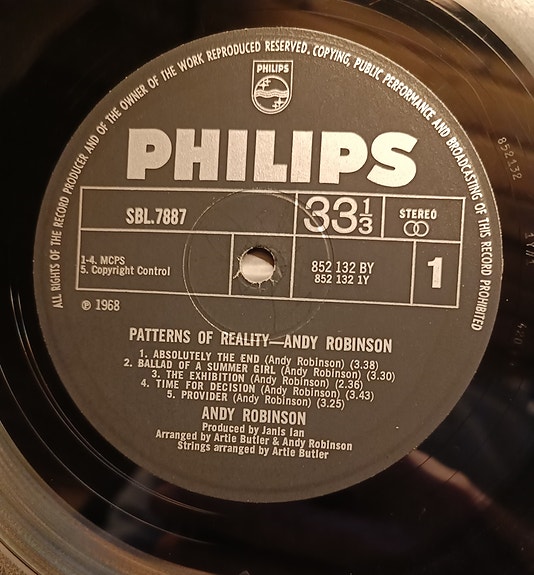 ALL RIGHTS OF THE RECORD PRODUCER AND OF THE OWNER OF THE WORK REPRODUCED RESERVED. COPYING, PUBLIC PERFORMANCE AND BROADCASTING OF THIS RECORD PROHIBITED
PHILIPS
PHILIPS
SBL.7887
33⅓
STEREO
1-4. MCPS
5. Copyright Control
852 132 BY
852 132 1Y
1
℗ 1968
PATTERNS OF REALITY—ANDY ROBINSON
1. ABSOLUTELY THE END (Andy Robinson) (3.38)
2. BALLAD OF A SUMMER GIRL (Andy Robinson) (3.30)
3. THE EXHIBITION (Andy Robinson) (2.36)
4. TIME FOR DECISION (Andy Robinson) (3.43)
5. PROVIDER (Andy Robinson) (3.25)
ANDY ROBINSON
Produced by Janis Ian
Arranged by Artie Butler & Andy Robinson
Strings arranged by Artie Butler
852132